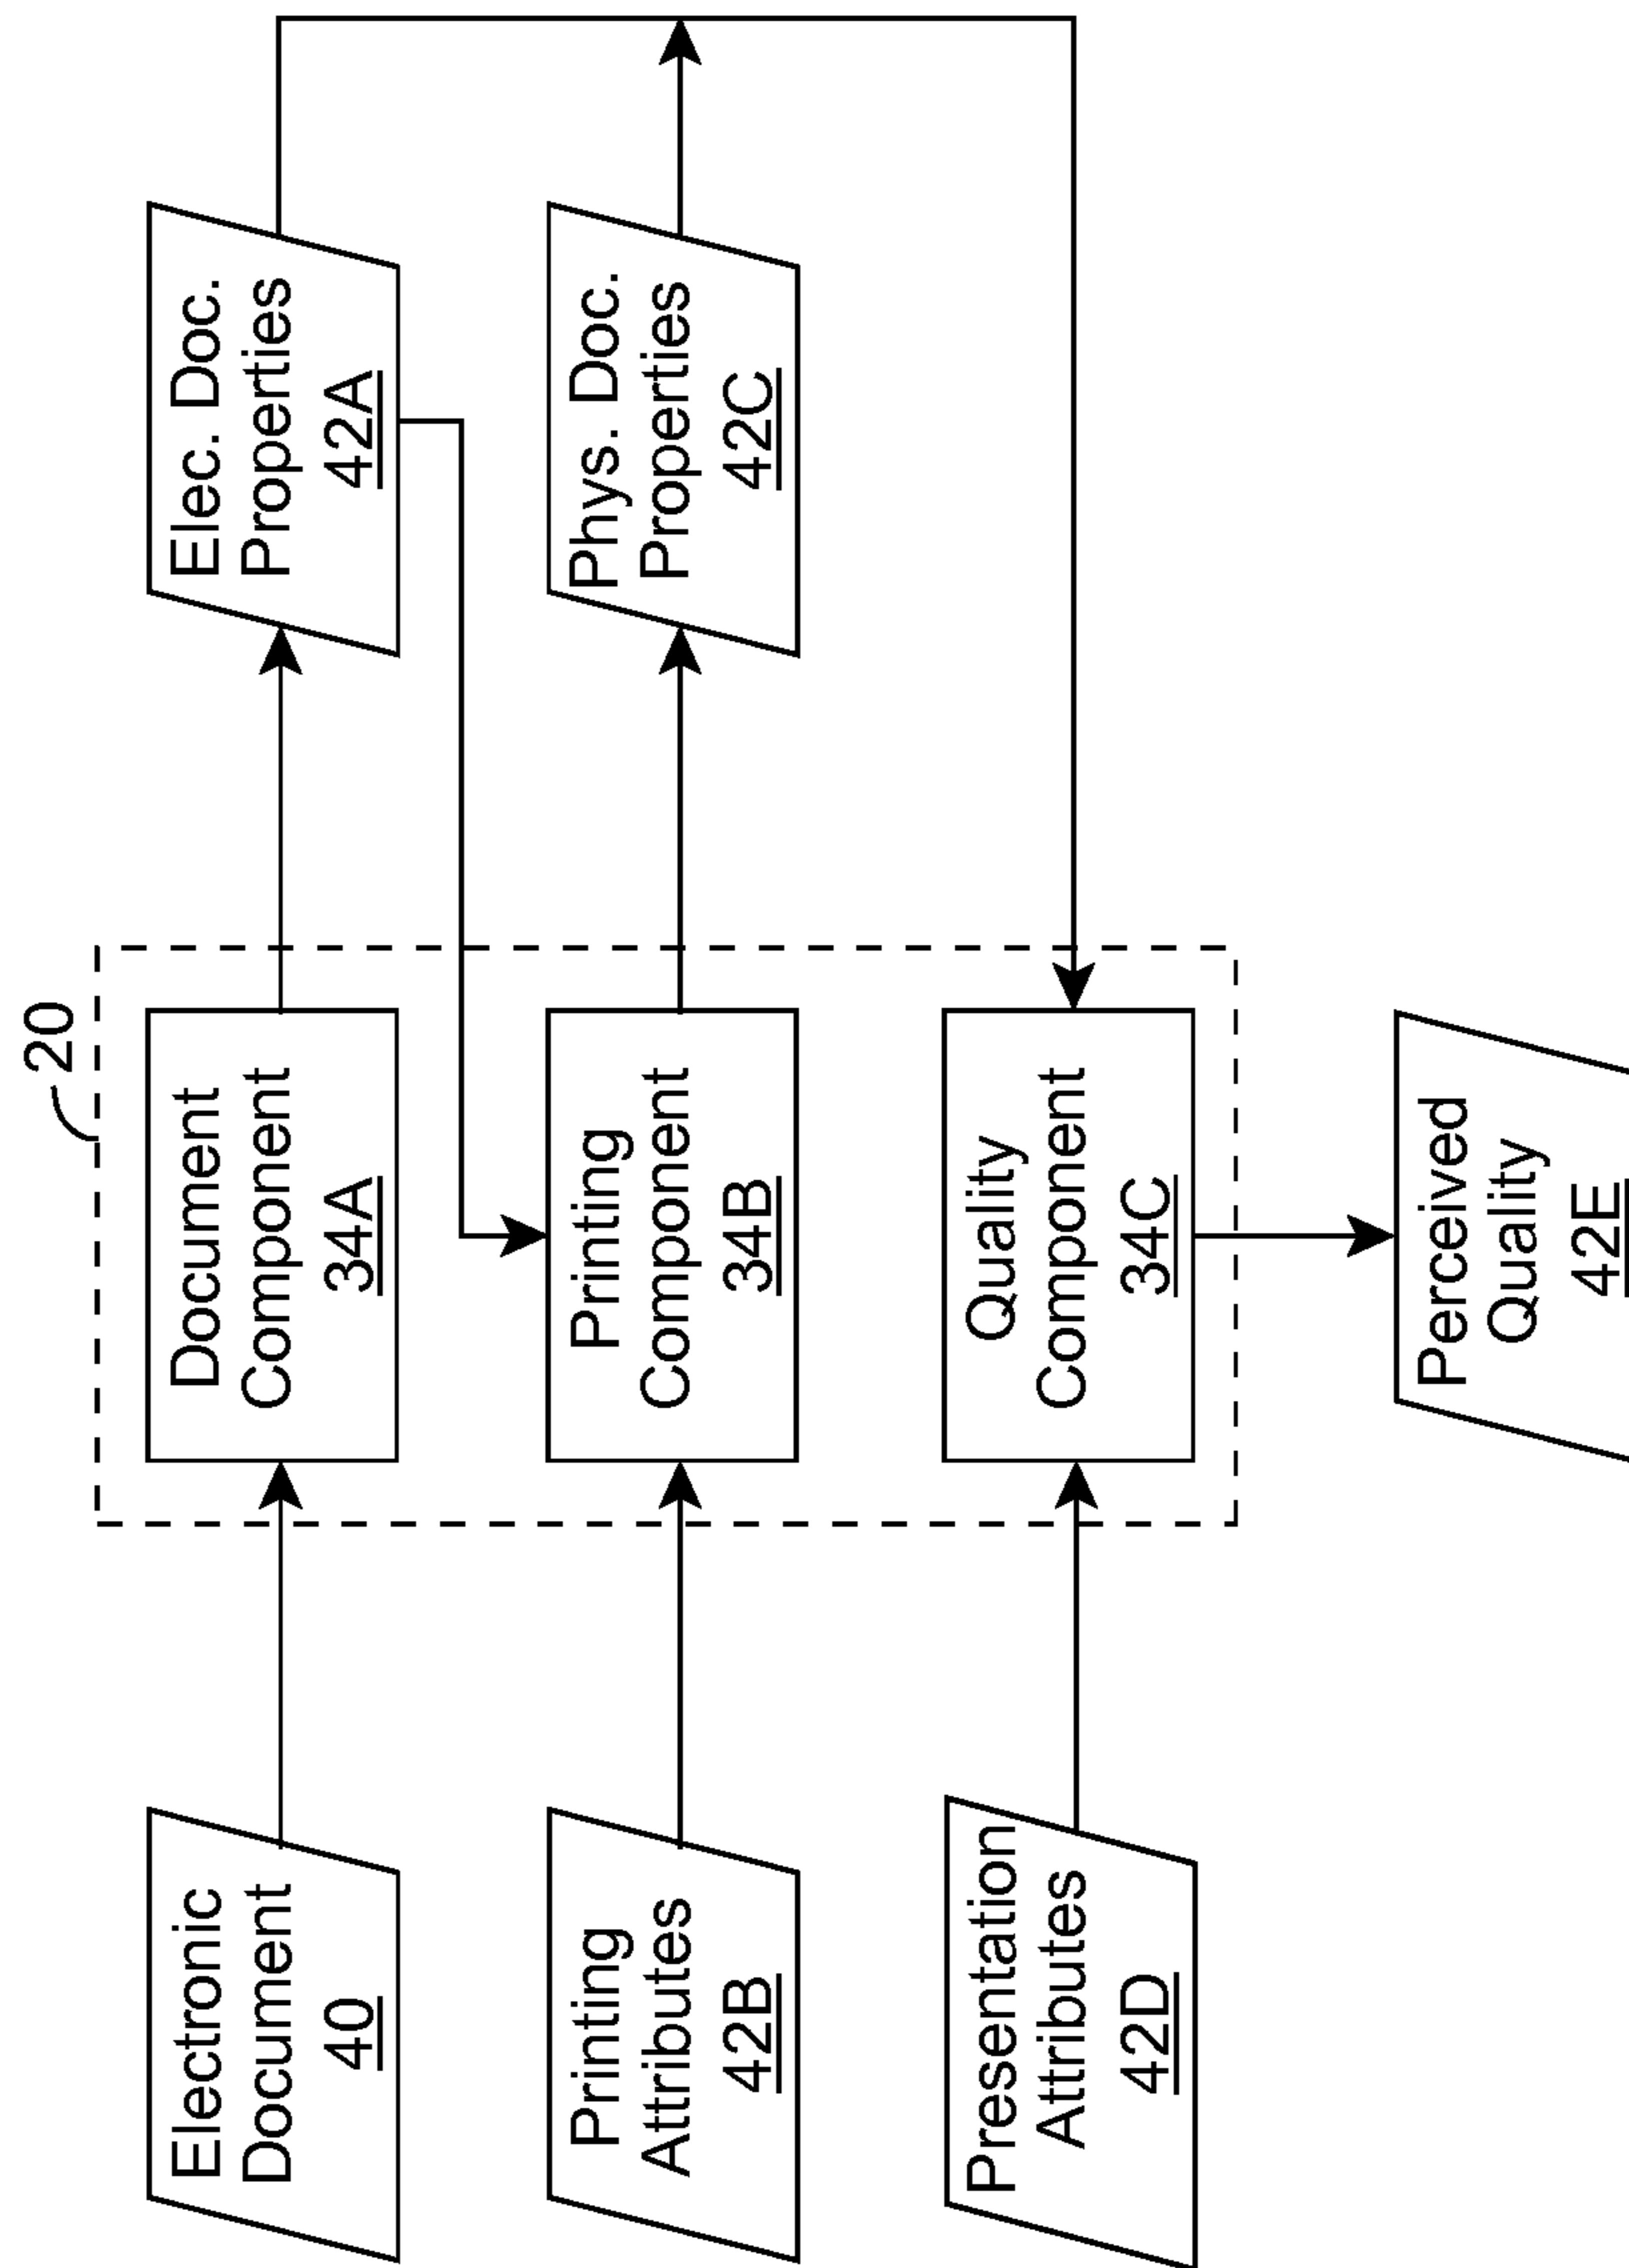 20
Electronic
Document
40
Document
Component
34A
Elec. Doc.
Properties
42A
Printing
Attributes
42B
Printing
Component
34B
Phys. Doc.
Properties
42C
Presentation
Attributes
42D
Quality
Component
34C
Perceived
Quality
42E